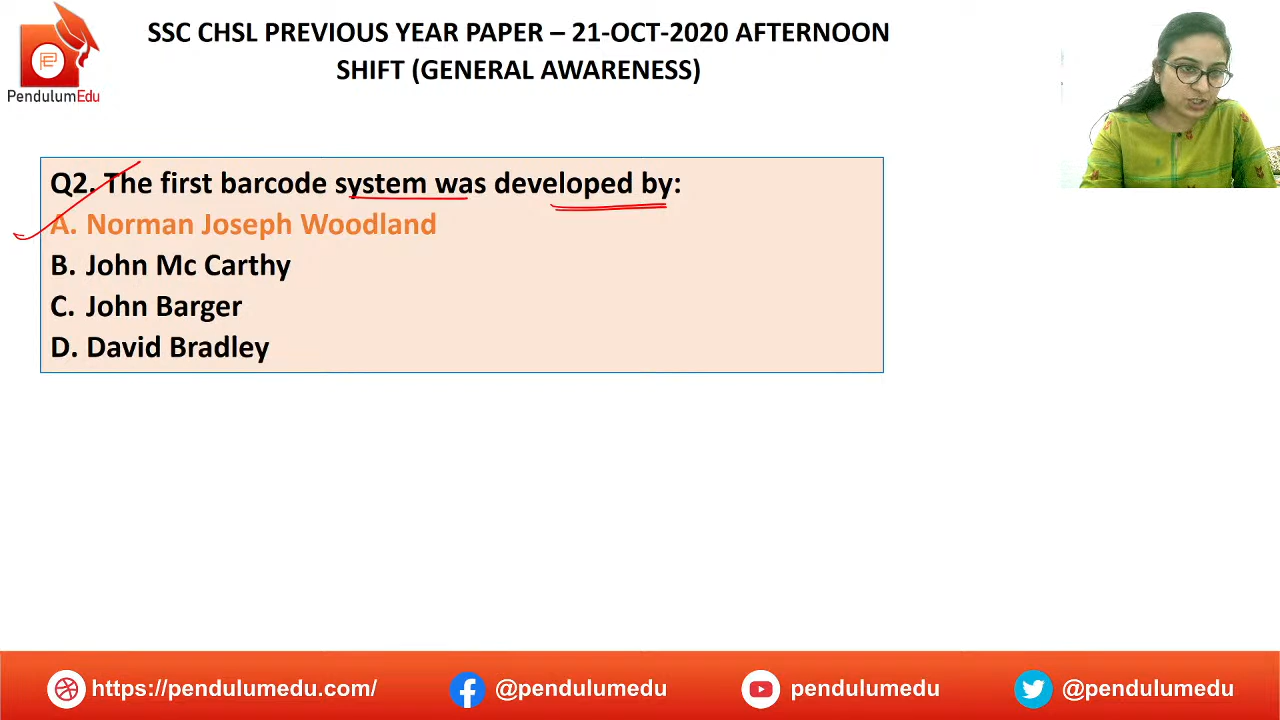 SSC CHSL PREVIOUS YEAR PAPER – 21-OCT-2020 AFTERNOON
SHIFT (GENERAL AWARENESS)
PendulumEdu
Q2. The first barcode system was developed by:
A. Norman Joseph Woodland
B. John Mc Carthy
C. John Barger
D. David Bradley
https://pendulumedu.com/
@pendulumedu
pendulumedu
@pendulumedu